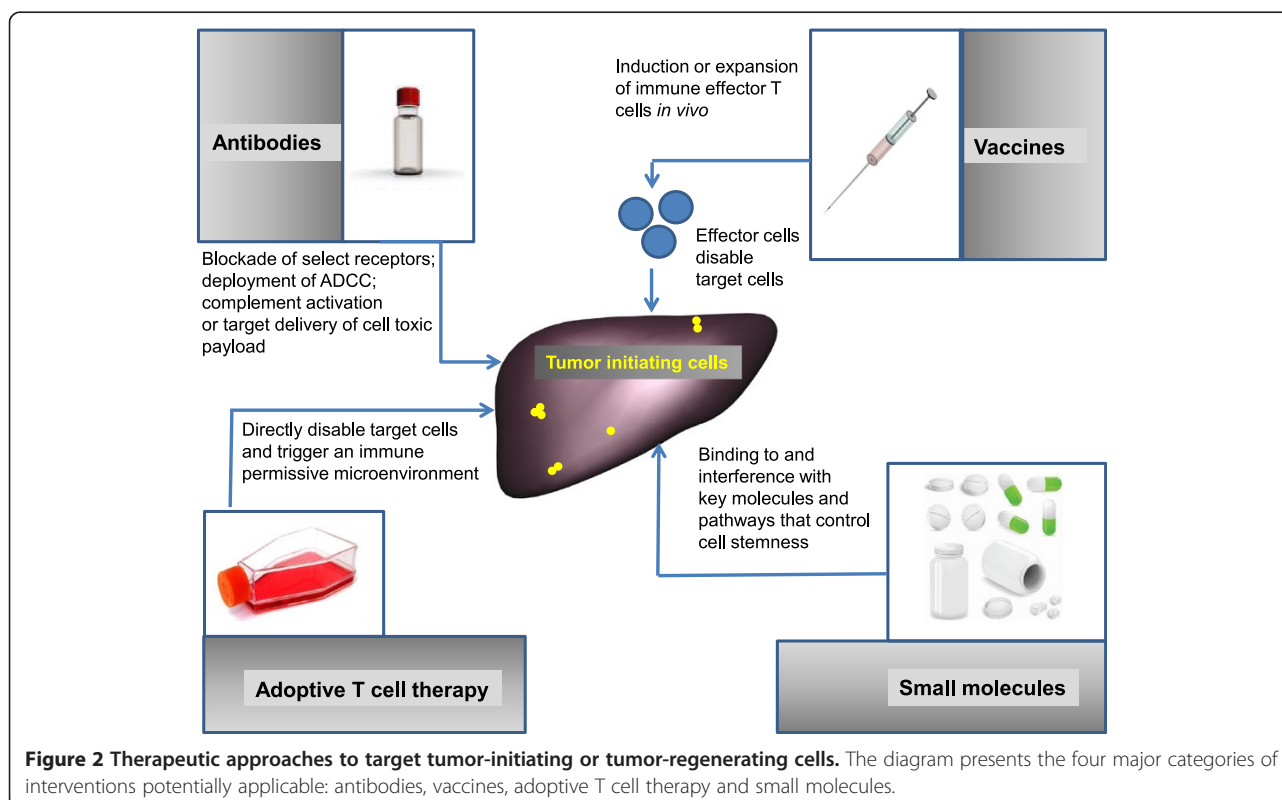 Antibodies
Induction or expansion
of immune effector T
cells in vivo
Vaccines
Blockade of select receptors;
deployment of ADCC;
complement activation
or target delivery of cell toxic
payload
Effector cells
disable
target cells
Tumor initiating cells
Directly disable target cells
and trigger an immune
permissive microenvironment
Binding to and
interference with
key molecules and
pathways that control
cell stemness
Adoptive T cell therapy
Small molecules
Figure 2 Therapeutic approaches to target tumor-initiating or tumor-regenerating cells. The diagram presents the four major categories of
interventions potentially applicable: antibodies, vaccines, adoptive T cell therapy and small molecules.